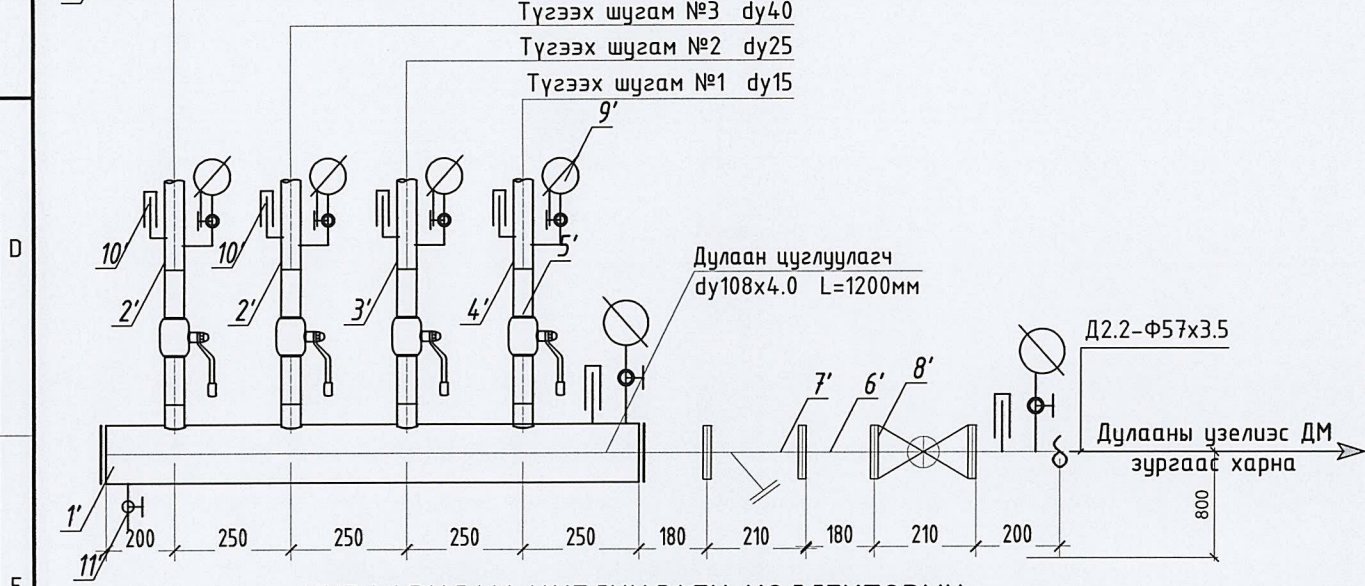 Түгээх шугам №3 dy40
Түгээх шугам №2 dy25
Түгээх шугам №1 dy15
9'
D
10'
10'
5'
2'
2'
3'
4'
Дулаан цуглуулагч
dy108x4.0 L=1200мм
Д2.2-Ф57x3.5
7'
6'
8'
Дулааны узелиэс ДМ
зургаас харна
1'
11'
200
250
250
250
250
180
210
180
210
200
800